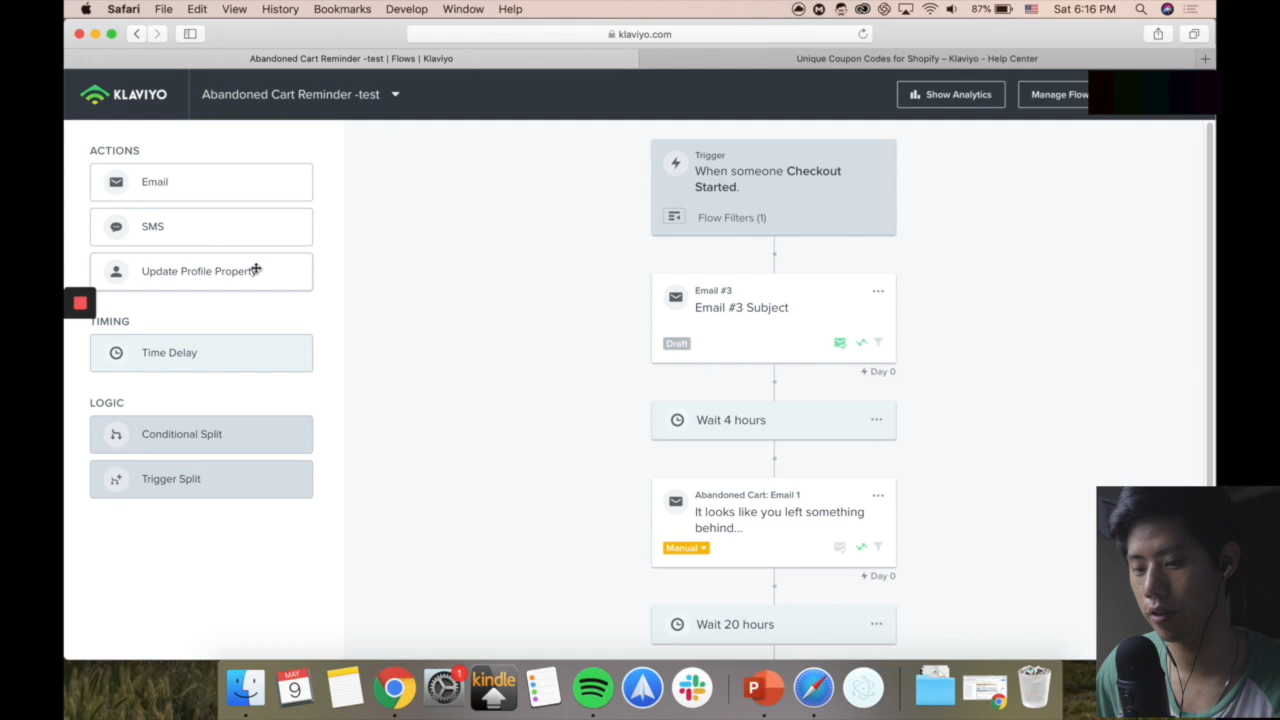 Safari File Edit View History Bookmarks Develop Window Help
87% Sat 6:16 PM
klaviyo.com
Abandoned Cart Reminder -test | Flows | Klaviyo
Unique Coupon Codes for Shopify – Klaviyo - Help Center
KLAVIYO
Abandoned Cart Reminder -test
Show Analytics
Manage Flow
ACTIONS
Email
SMS
Update Profile Property
TIMING
Time Delay
LOGIC
Conditional Split
Trigger Split
Trigger
When someone Checkout
Started.
Flow Filters (1)
Email #3
Email #3 Subject
Draft
Day 0
Wait 4 hours
Abandoned Cart: Email 1
It looks like you left something
behind...
Manual
Day 0
Wait 20 hours
MAY
9
1
kindle
P